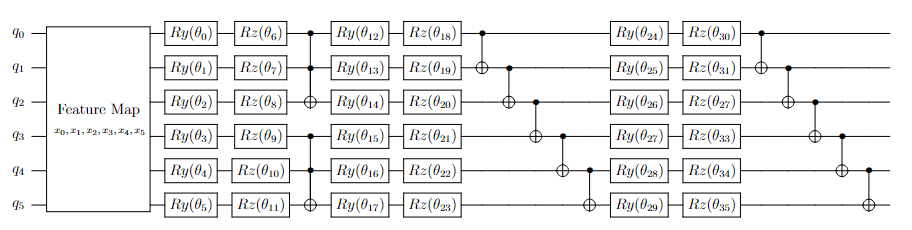 q₀ Ry(θ₀) Rz(θ₆) Ry(θ₁₂) Rz(θ₁₈) Ry(θ₂₄) Rz(θ₃₀)
q₁ Ry(θ₁) Rz(θ₇) Ry(θ₁₃) Rz(θ₁₉) Ry(θ₂₅) Rz(θ₃₁)
q₂ Ry(θ₂) Rz(θ₈) Ry(θ₁₄) Rz(θ₂₀) Ry(θ₂₆) Rz(θ₂₇)
Feature Map
x₀, x₁, x₂, x₃, x₄, x₅
q₃ Ry(θ₃) Rz(θ₉) Ry(θ₁₅) Rz(θ₂₁) Ry(θ₂₇) Rz(θ₃₃)
q₄ Ry(θ₄) Rz(θ₁₀) Ry(θ₁₆) Rz(θ₂₂) Ry(θ₂₈) Rz(θ₃₄)
q₅ Ry(θ₅) Rz(θ₁₁) Ry(θ₁₇) Rz(θ₂₃) Ry(θ₂₉) Rz(θ₃₅)